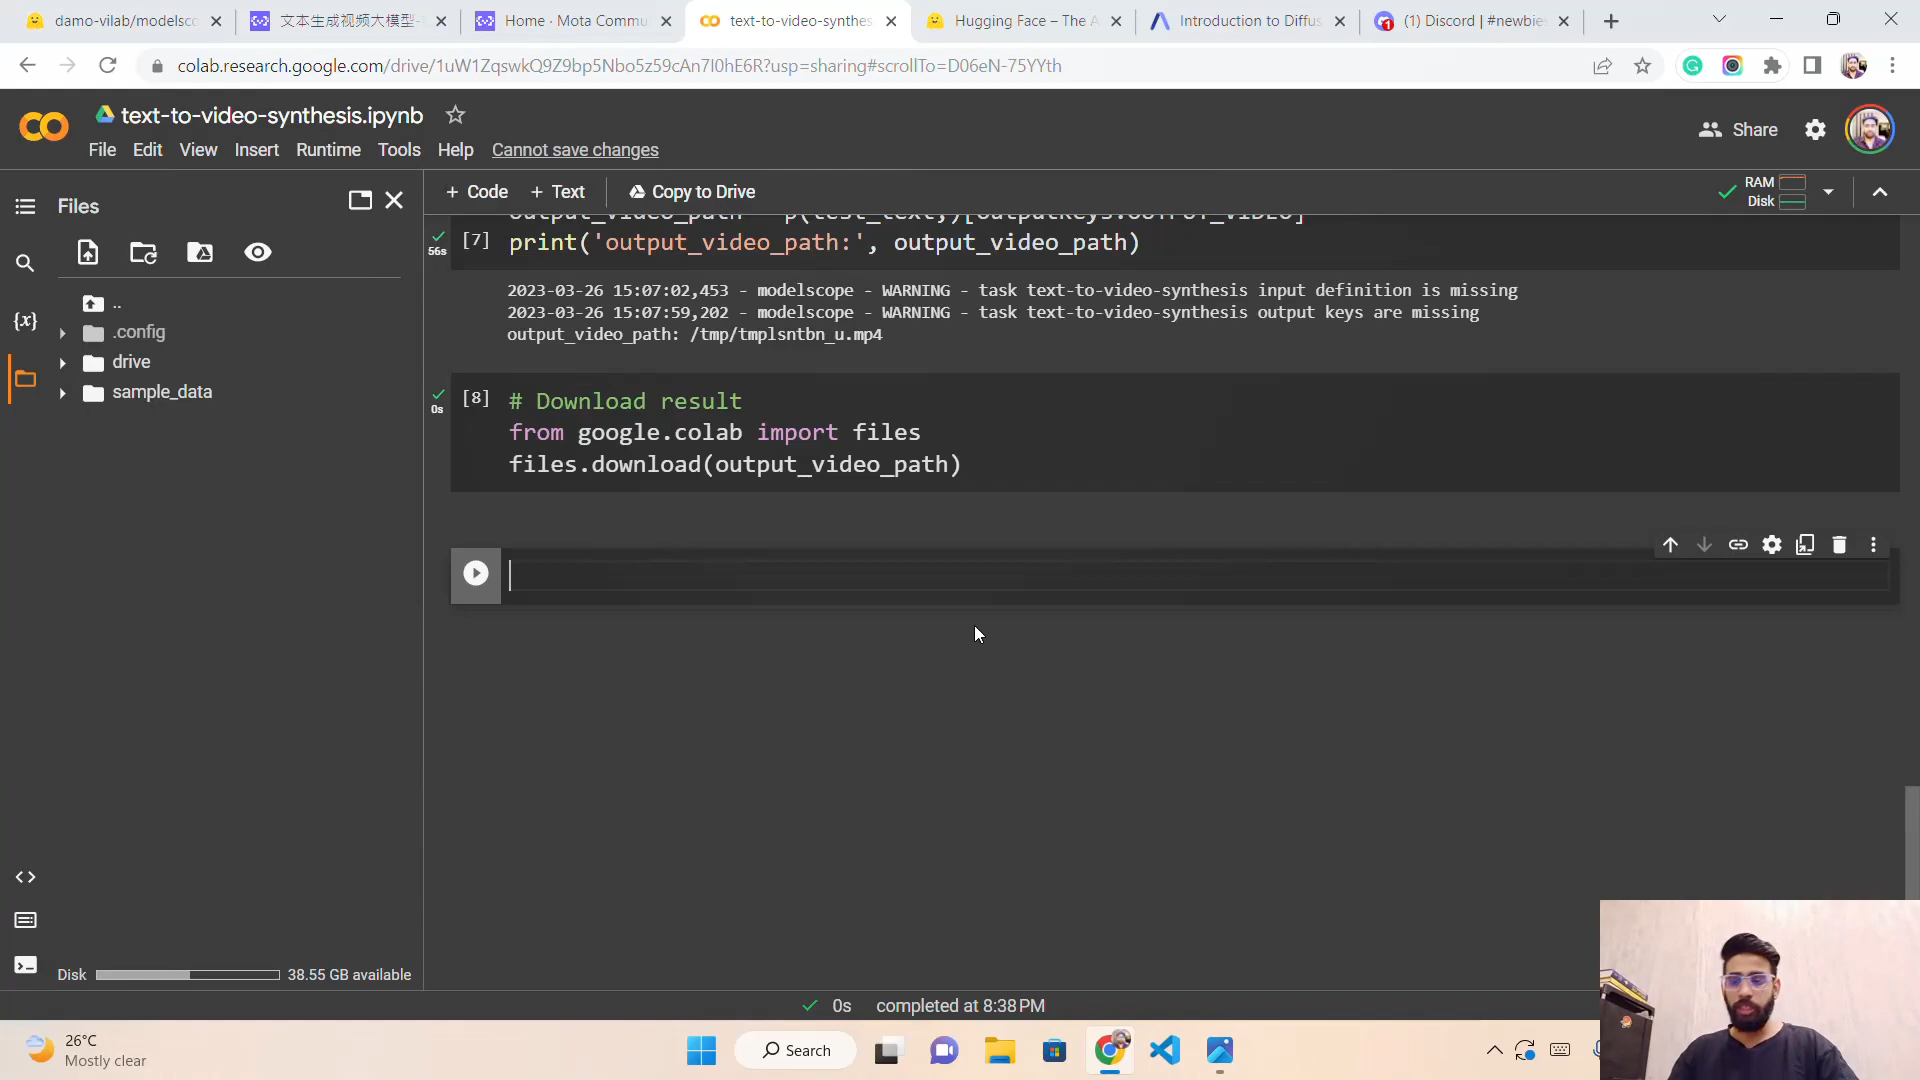 damo-vilab/modelsco
文本生成视频大模型-
Home · Mota Commu
text-to-video-synthes
Hugging Face – The A
Introduction to Diffus
(1) Discord | #newbie
colab.research.google.com/drive/1uW1ZqswkQ9Z9bp5Nbo5z59cAn7I0hE6R?usp=sharing#scrollTo=D06eN-75YYth
text-to-video-synthesis.ipynb
Share
File Edit View Insert Runtime Tools Help Cannot save changes
Files
+ Code + Text Copy to Drive
RAM
Disk
output_video_path = p(test_text,)[OutputKeys.OUTPUT_VIDEO]
56s [7] print('output_video_path:', output_video_path)
2023-03-26 15:07:02,453 - modelscope - WARNING - task text-to-video-synthesis input definition is missing
2023-03-26 15:07:59,202 - modelscope - WARNING - task text-to-video-synthesis output keys are missing
output_video_path: /tmp/tmplsntbn_u.mp4
..
.config
drive
sample_data
0s [8] # Download result
from google.colab import files
files.download(output_video_path)
{x}
Disk 38.55 GB available
0s completed at 8:38 PM
26°C
Mostly clear
Search